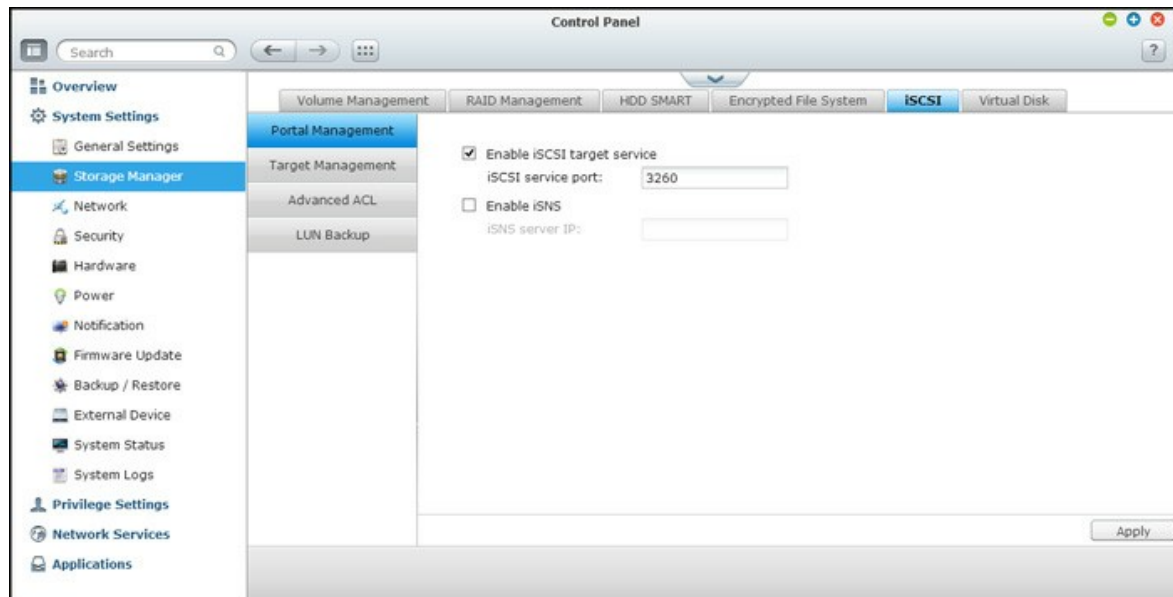 Control Panel
Search
?
Overview
System Settings
General Settings
Storage Manager
Network
Security
Hardware
Power
Notification
Firmware Update
Backup / Restore
External Device
System Status
System Logs
Privilege Settings
Network Services
Applications
Volume Management RAID Management HDD SMART Encrypted File System iSCSI Virtual Disk
Portal Management
Target Management
Advanced ACL
LUN Backup
Enable iSCSI target service
iSCSI service port: 3260
Enable iSNS
iSNS server IP:
Apply